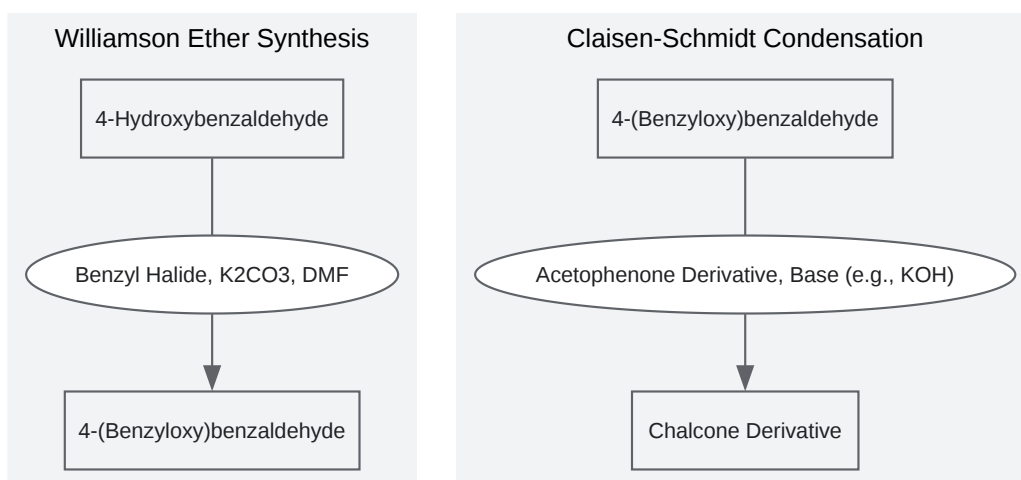 Williamson Ether Synthesis
4-Hydroxybenzaldehyde
Benzyl Halide, K2CO3, DMF
4-(Benzyloxy)benzaldehyde
Claisen-Schmidt Condensation
4-(Benzyloxy)benzaldehyde
Acetophenone Derivative, Base (e.g., KOH)
Chalcone Derivative